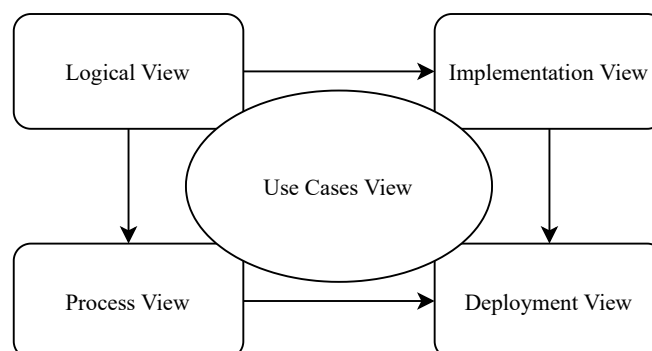 Logical View
Implementation View
Use Cases View
Process View
Deployment View